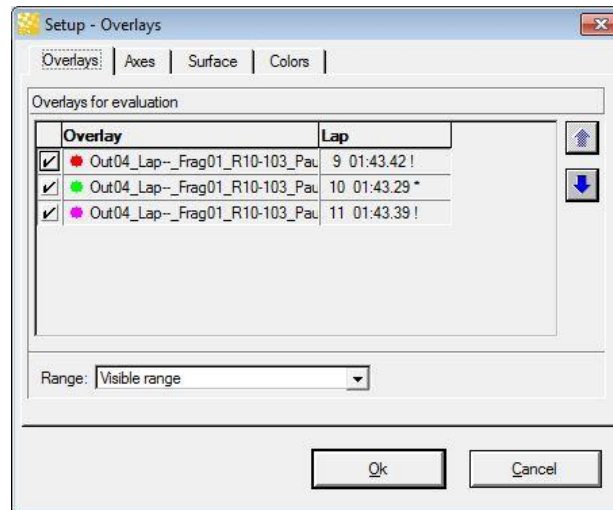 Setup - Overlays
Overlays Axes Surface Colors
Overlays for evaluation
Overlay Lap
Out04_Lap--_Frag01_R10-103_Pau 9 01:43.42 !
Out04_Lap--_Frag01_R10-103_Pau 10 01:43.29 *
Out04_Lap--_Frag01_R10-103_Pau 11 01:43.39 !
Range: Visible range
Ok Cancel